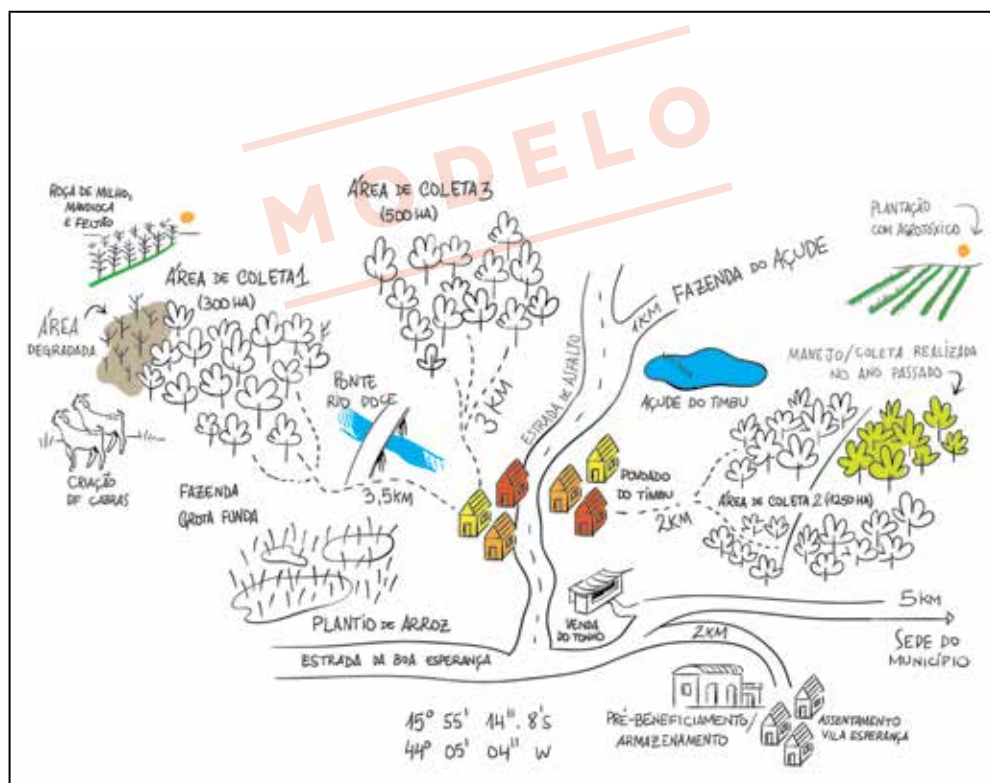 MODELO
ROÇA DE MILHO,
MANDIOCA
E FEIJÃO
ÁREA DE COLETA 3
(500 HA)
PLANTAÇÃO
COM AGROTÓXICO
ÁREA DE COLETA 1
(300 HA)
ÁREA
DEGRADADA
1KM
FAZENDA DO AÇUDE
ESTRADA DE ASFALTO
MANEJO/COLETA REALIZADA
NO ANO PASSADO
AÇUDE DO TIMBU
PONTE
RIO DOCE
3KM
CRIAÇÃO
DE CABRAS
FAZENDA
GROTA FUNDA
3,5KM
POVOADO
DO TIMBU
2KM
ÁREA DE COLETA 2 (1250 HA)
PLANTIO DE ARROZ
VENDA
DO TONHO
5KM
SEDE DO
MUNICÍPIO
2KM
ESTRADA DA BOA ESPERANÇA
PRÉ-BENEFICIAMENTO/
ARMAZENAMENTO
ASSENTAMENTO
VILA ESPERANÇA
15º 55' 14". 8'S
44º 05' 04" W